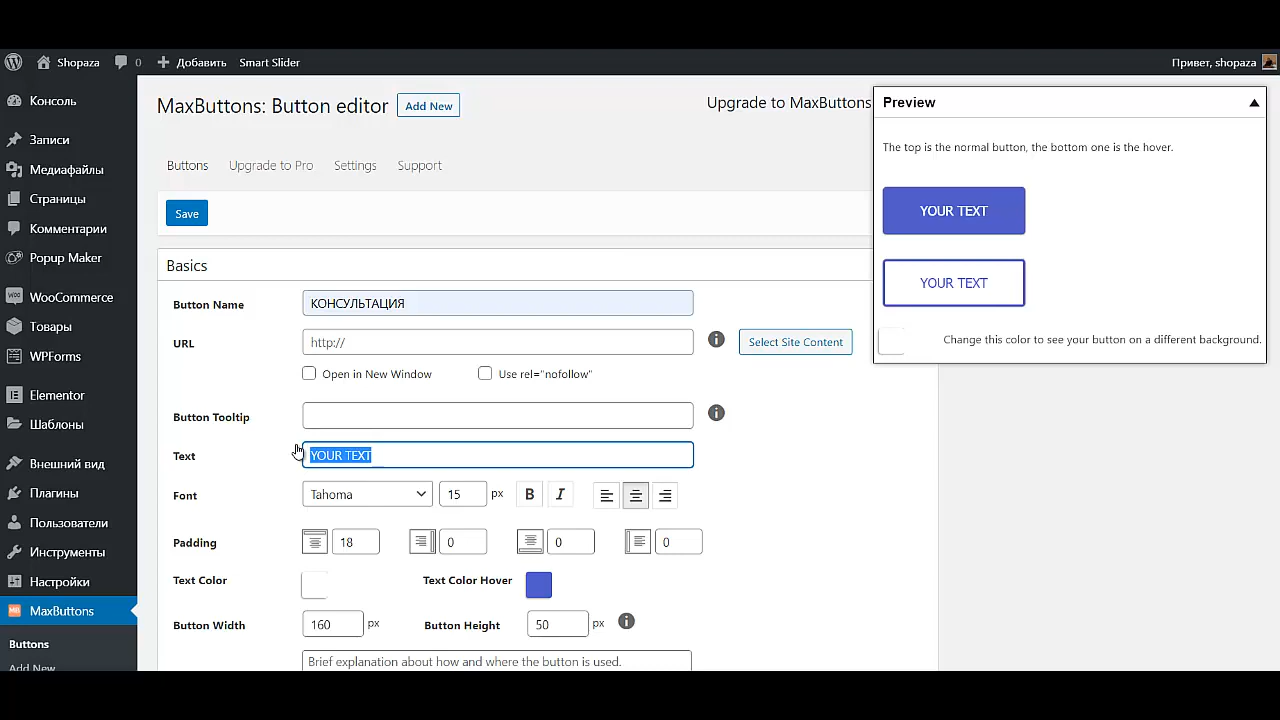 Shopaza 0 Добавить Smart Slider Привет, shopaza
Консоль
Записи
Медиафайлы
Страницы
Комментарии
Popup Maker
WooCommerce
Товары
WPForms
Elementor
Шаблоны
Внешний вид
Плагины
Пользователи
Инструменты
Настройки
MaxButtons
Buttons
Add New
MaxButtons: Button editor Add New Upgrade to MaxButtons
Buttons Upgrade to Pro Settings Support
Save
Basics
Button Name КОНСУЛЬТАЦИЯ
URL http:// Select Site Content
Open in New Window Use rel="nofollow"
Button Tooltip
Text YOUR TEXT
Font Tahoma 15 px B I
Padding 18 0 0 0
Text Color Text Color Hover
Button Width 160 px Button Height 50 px
Brief explanation about how and where the button is used.
Preview
The top is the normal button, the bottom one is the hover.
YOUR TEXT
YOUR TEXT
Change this color to see your button on a different background.